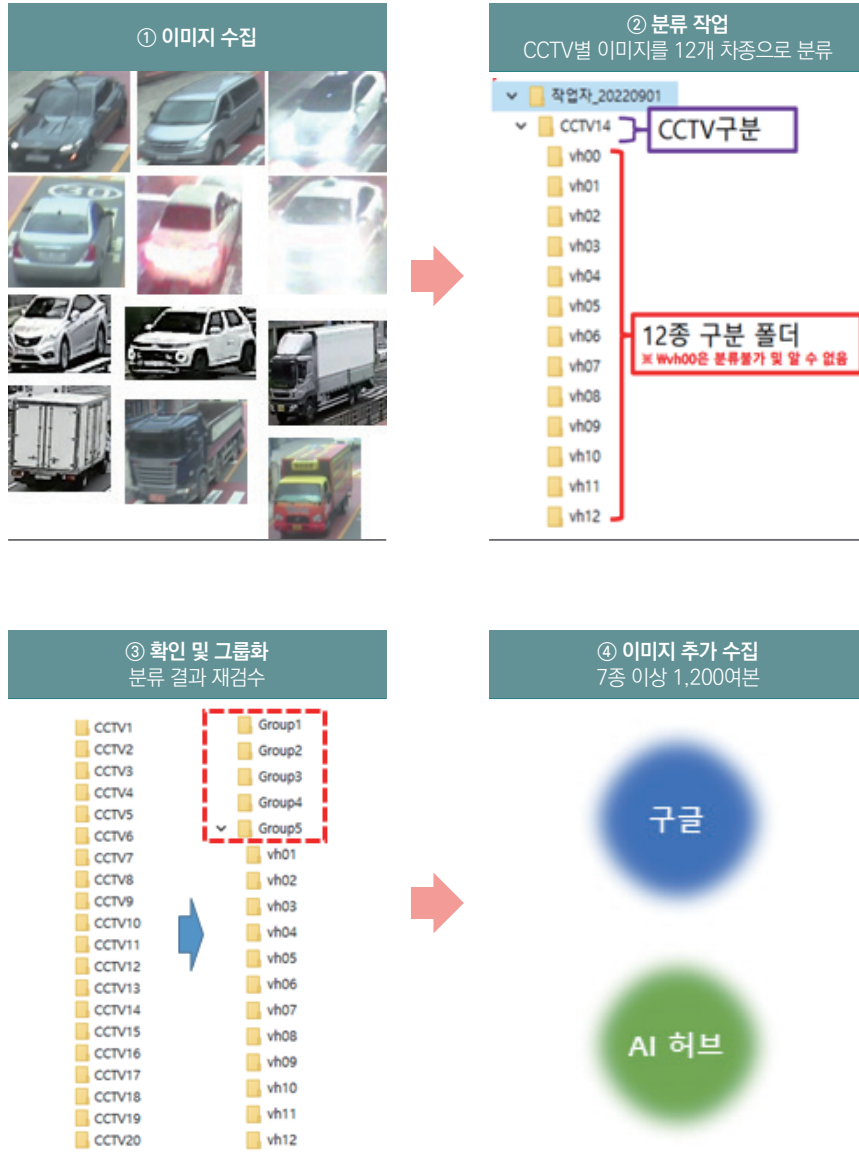 ① 이미지 수집
② 분류 작업
CCTV별 이미지를 12개 차종으로 분류
30
작업자_20220901
CCTV14
CCTV구분
vh00
vh01
vh02
vh03
vh04
vh05
vh06
vh07
vh08
vh09
vh10
vh11
vh12
12종 구분 폴더
※ ₩vh00은 분류불가 및 알 수 없음
③ 확인 및 그룹화
분류 결과 재검수
CCTV1
CCTV2
CCTV3
CCTV4
CCTV5
CCTV6
CCTV7
CCTV8
CCTV9
CCTV10
CCTV11
CCTV12
CCTV13
CCTV14
CCTV15
CCTV16
CCTV17
CCTV18
CCTV19
CCTV20
Group1
Group2
Group3
Group4
Group5
vh01
vh02
vh03
vh04
vh05
vh06
vh07
vh08
vh09
vh10
vh11
vh12
④ 이미지 추가 수집
7종 이상 1,200여본
구글
AI 허브